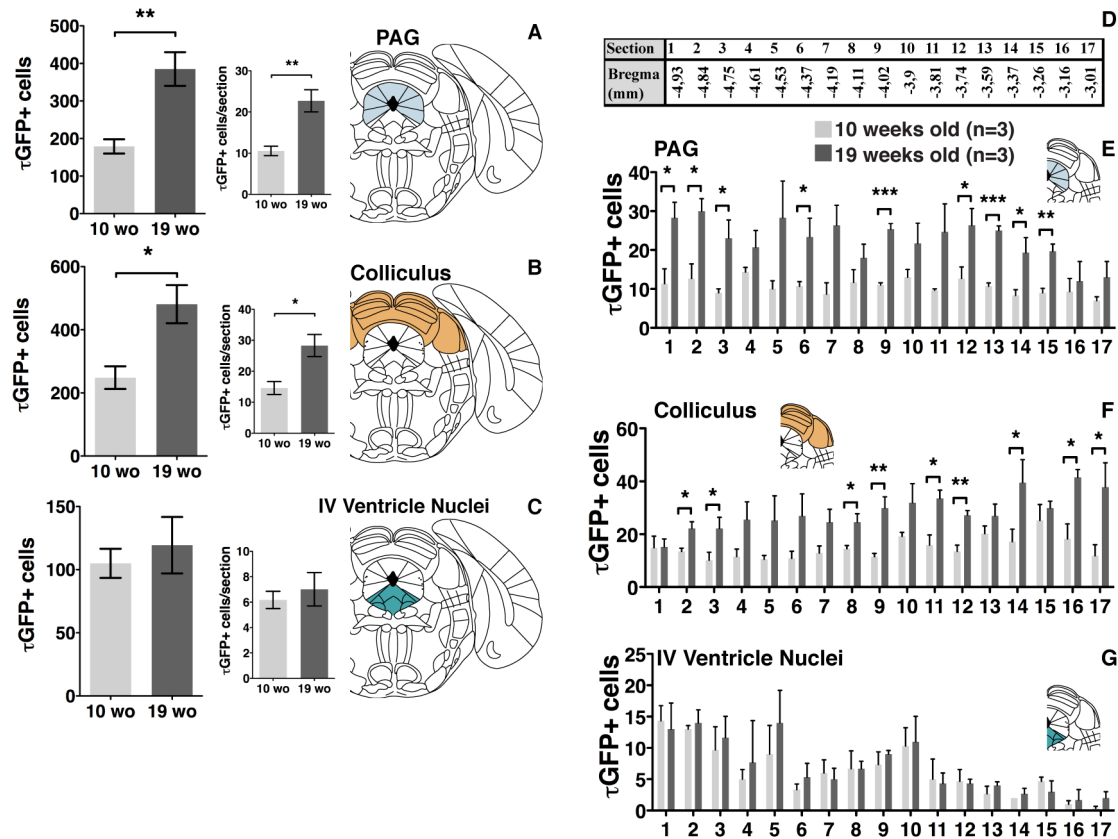 A
PAG
**
τGFP+ cells
500
400
300
200
100
0
10 wo 19 wo
**
τGFP+ cells/section
30
20
10
0
10 wo 19 wo
B
Colliculus
*
τGFP+ cells
600
400
200
0
10 wo 19 wo
*
τGFP+ cells/section
40
30
20
10
0
10 wo 19 wo
C
IV Ventricle Nuclei
τGFP+ cells
150
100
50
0
10 wo 19 wo
τGFP+ cells/section
10
8
6
4
2
0
10 wo 19 wo
D
Section 1 2 3 4 5 6 7 8 9 10 11 12 13 14 15 16 17
Bregma (mm) -4,93 -4,84 -4,75 -4,61 -4,53 -4,37 -4,19 -4,11 -4,02 -3,9 -3,81 -3,74 -3,59 -3,37 -3,26 -3,16 -3,01
10 weeks old (n=3)
19 weeks old (n=3)
E
PAG
τGFP+ cells
40
30
20
10
0
* * * * *** * *** * **
1 2 3 4 5 6 7 8 9 10 11 12 13 14 15 16 17
F
Colliculus
τGFP+ cells
60
40
20
0
* * * ** * ** * * *
1 2 3 4 5 6 7 8 9 10 11 12 13 14 15 16 17
G
IV Ventricle Nuclei
τGFP+ cells
25
20
15
10
5
0
1 2 3 4 5 6 7 8 9 10 11 12 13 14 15 16 17